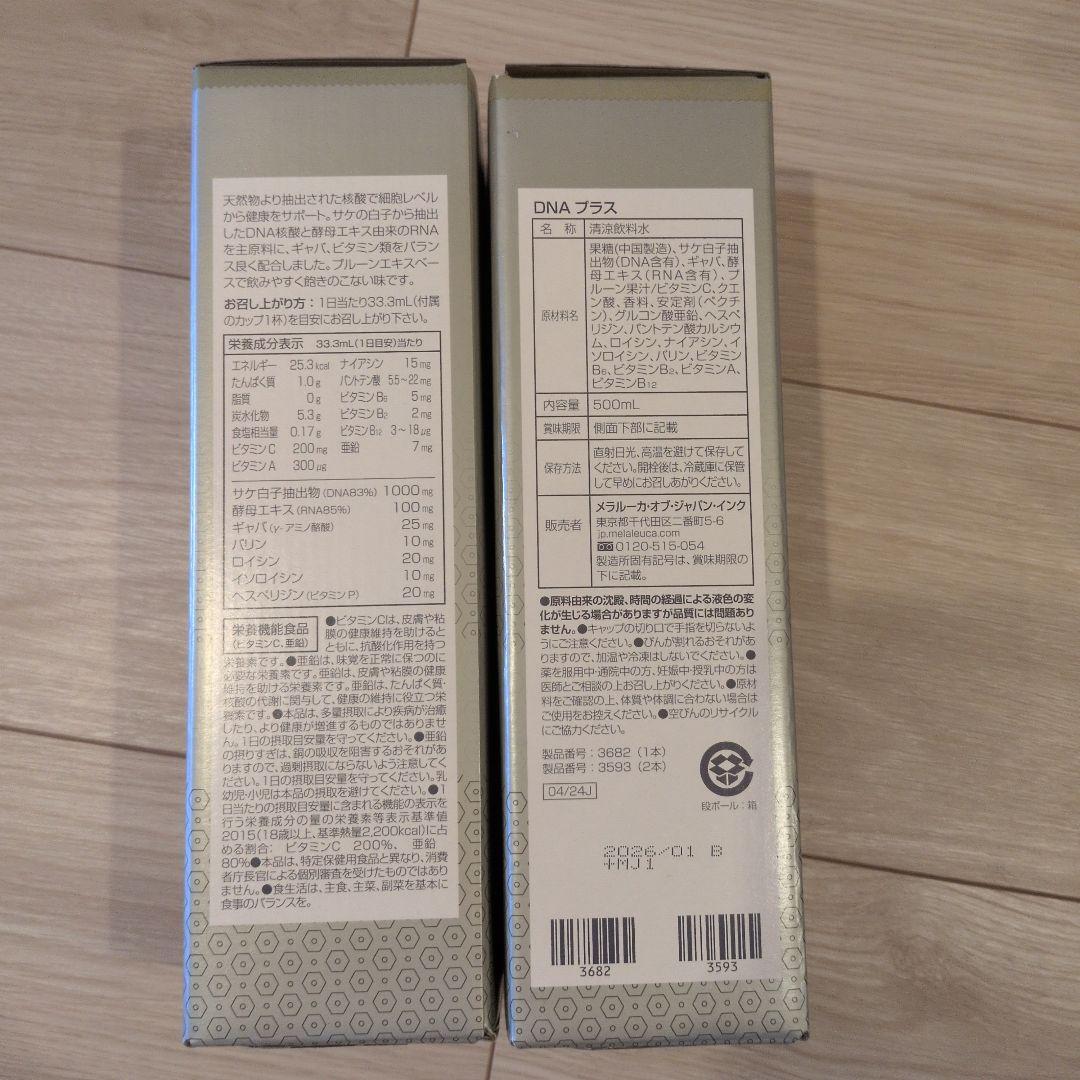 天然物より抽出された核酸で細胞レベル
から健康をサポート。サケの白子から抽出
したDNA核酸と酵母エキス由来のRNA
を主原料に、ギャバ、ビタミン類をバラン
ス良く配合しました。プルーンエキスベー
スで飲みやすく飽きのこない味です。
お召し上がり方：1日当たり33.3mL(付属
のカップ1杯)を目安にお召し上がり下さい。
栄養成分表示 33.3mL(1日目安)当たり
エネルギー 25.3kcal ナイアシン 15mg
たんぱく質 1.0g パントテン酸 5.5～22mg
脂質 0g ビタミンB6 5mg
炭水化物 5.3g ビタミンB2 2mg
食塩相当量 0.17g ビタミンB12 3～18μg
ビタミンC 200mg 亜鉛 7mg
ビタミンA 300μg
サケ白子抽出物(DNA83%) 1000mg
酵母エキス(RNA85%) 100mg
ギャバ(γ-アミノ酪酸) 25mg
バリン 10mg
ロイシン 20mg
イソロイシン 10mg
ヘスペリジン(ビタミンP) 20mg
栄養機能食品
(ビタミンC、亜鉛)
●ビタミンCは、皮膚や粘
膜の健康維持を助けると
ともに、抗酸化作用を持つ
栄養素です。●亜鉛は、味覚を正常に保つのに
必要な栄養素です。亜鉛は、皮膚や粘膜の健康
維持を助ける栄養素です。亜鉛は、たんぱく質・
核酸の代謝に関与して、健康の維持に役立つ栄
養素です。●本品は、多量摂取により疾病が治癒
したり、より健康が増進するものではありませ
ん。1日の摂取目安量を守ってください。●亜鉛
の摂りすぎは、銅の吸収を阻害するおそれがあ
りますので、過剰摂取にならないよう注意してく
ださい。1日の摂取目安量を守ってください。乳
幼児・小児は本品の摂取を避けてください。●1
日当たりの摂取目安量に含まれる機能の表示を
行う栄養成分の量の栄養素等表示基準値
2015(18歳以上、基準熱量2,200kcal)に占
める割合：ビタミンC 200%、亜鉛
80%●本品は、特定保健用食品と異なり、消費
者庁長官による個別審査を受けたものではあり
ません。●食生活は、主食、主菜、副菜を基本に
食事のバランスを。
DNA プラス
名 称 清涼飲料水
原材料名
果糖(中国製造)、サケ白子抽
出物(DNA含有)、ギャバ、酵
母エキス(RNA含有)、プ
ルーン果汁/ビタミンC、クエ
ン酸、香料、安定剤(ペクチ
ン)、グルコン酸亜鉛、ヘスペ
リジン、パントテン酸カルシウ
ム、ロイシン、ナイアシン、イ
ソロイシン、バリン、ビタミン
B6、ビタミンB2、ビタミンA、
ビタミンB12
内容量 500mL
賞味期限 側面下部に記載
保存方法
直射日光、高温を避けて保存して
ください。開栓後は、冷蔵庫に保管
して早めにお召しあがりください。
販売者
メラルーカ・オブ・ジャパン・インク
東京都千代田区二番町5-6
jp.melaleuca.com
0120-515-054
製造所固有記号は、賞味期限の
下に記載。
●原料由来の沈殿、時間の経過による液色の変
化が生じる場合がありますが品質には問題あり
ません。●キャップの切り口で手指を切らないよ
うにご注意ください。●びんが割れるおそれがあ
りますので、加温や冷凍はしないでください。●
薬を服用中・通院中の方、妊娠中・授乳中の方は
医師とご相談の上お召し上がりください。●原材
料をご確認の上、体質や体調に合わない場合は
ご使用をお控えください。●空びんのリサイクル
にご協力ください。
製品番号：3682（1本）
製品番号：3593（2本）
04/24J
段ボール：箱
2026/01 B
+MJ1
3682
3593